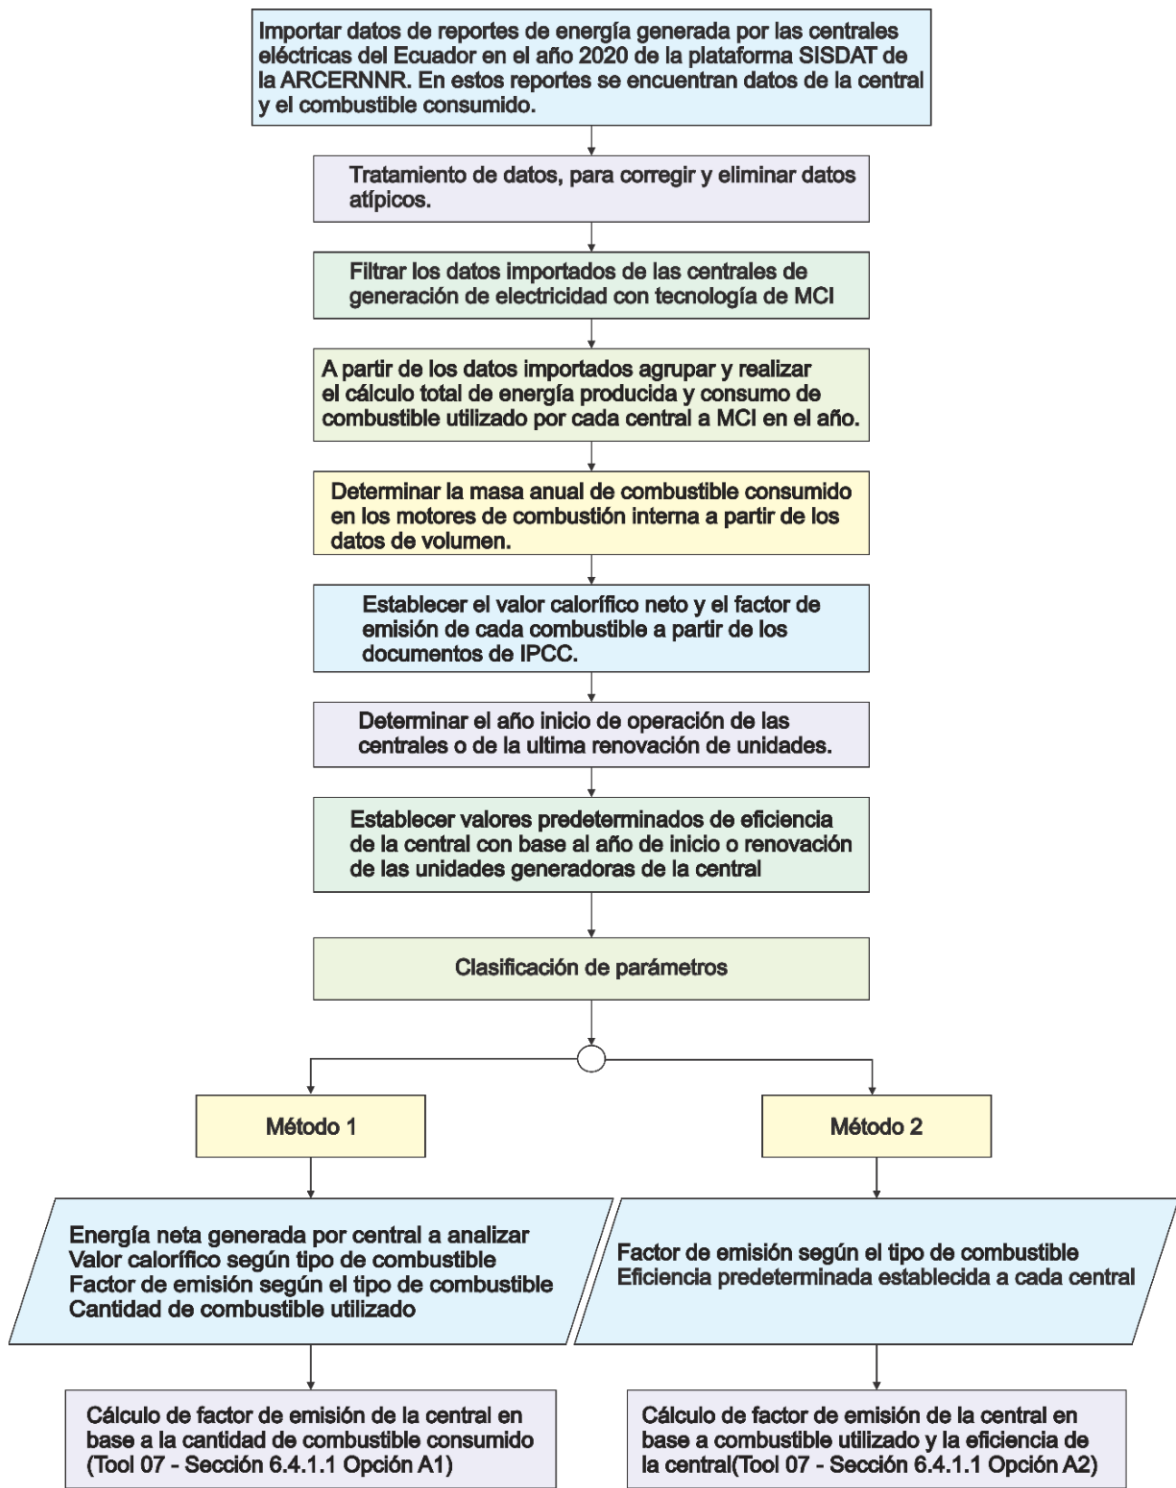 Importar datos de reportes de energía generada por las centrales
eléctricas del Ecuador en el año 2020 de la plataforma SISDAT de
la ARCERNNR. En estos reportes se encuentran datos de la central
y el combustible consumido.
Tratamiento de datos, para corregir y eliminar datos
atípicos.
Filtrar los datos importados de las centrales de
generación de electricidad con tecnología de MCI
A partir de los datos importados agrupar y realizar
el cálculo total de energía producida y consumo de
combustible utilizado por cada central a MCI en el año.
Determinar la masa anual de combustible consumido
en los motores de combustión interna a partir de los
datos de volumen.
Establecer el valor calorífico neto y el factor de
emisión de cada combustible a partir de los
documentos de IPCC.
Determinar el año inicio de operación de las
centrales o de la ultima renovación de unidades.
Establecer valores predeterminados de eficiencia
de la central con base al año de inicio o renovación
de las unidades generadoras de la central
Clasificación de parámetros
Método 1
Energía neta generada por central a analizar
Valor calorífico según tipo de combustible
Factor de emisión según el tipo de combustible
Cantidad de combustible utilizado
Cálculo de factor de emisión de la central en
base a la cantidad de combustible consumido
(Tool 07 - Sección 6.4.1.1 Opción A1)
Método 2
Factor de emisión según el tipo de combustible
Eficiencia predeterminada establecida a cada central
Cálculo de factor de emisión de la central en
base a combustible utilizado y la eficiencia de
la central(Tool 07 - Sección 6.4.1.1 Opción A2)